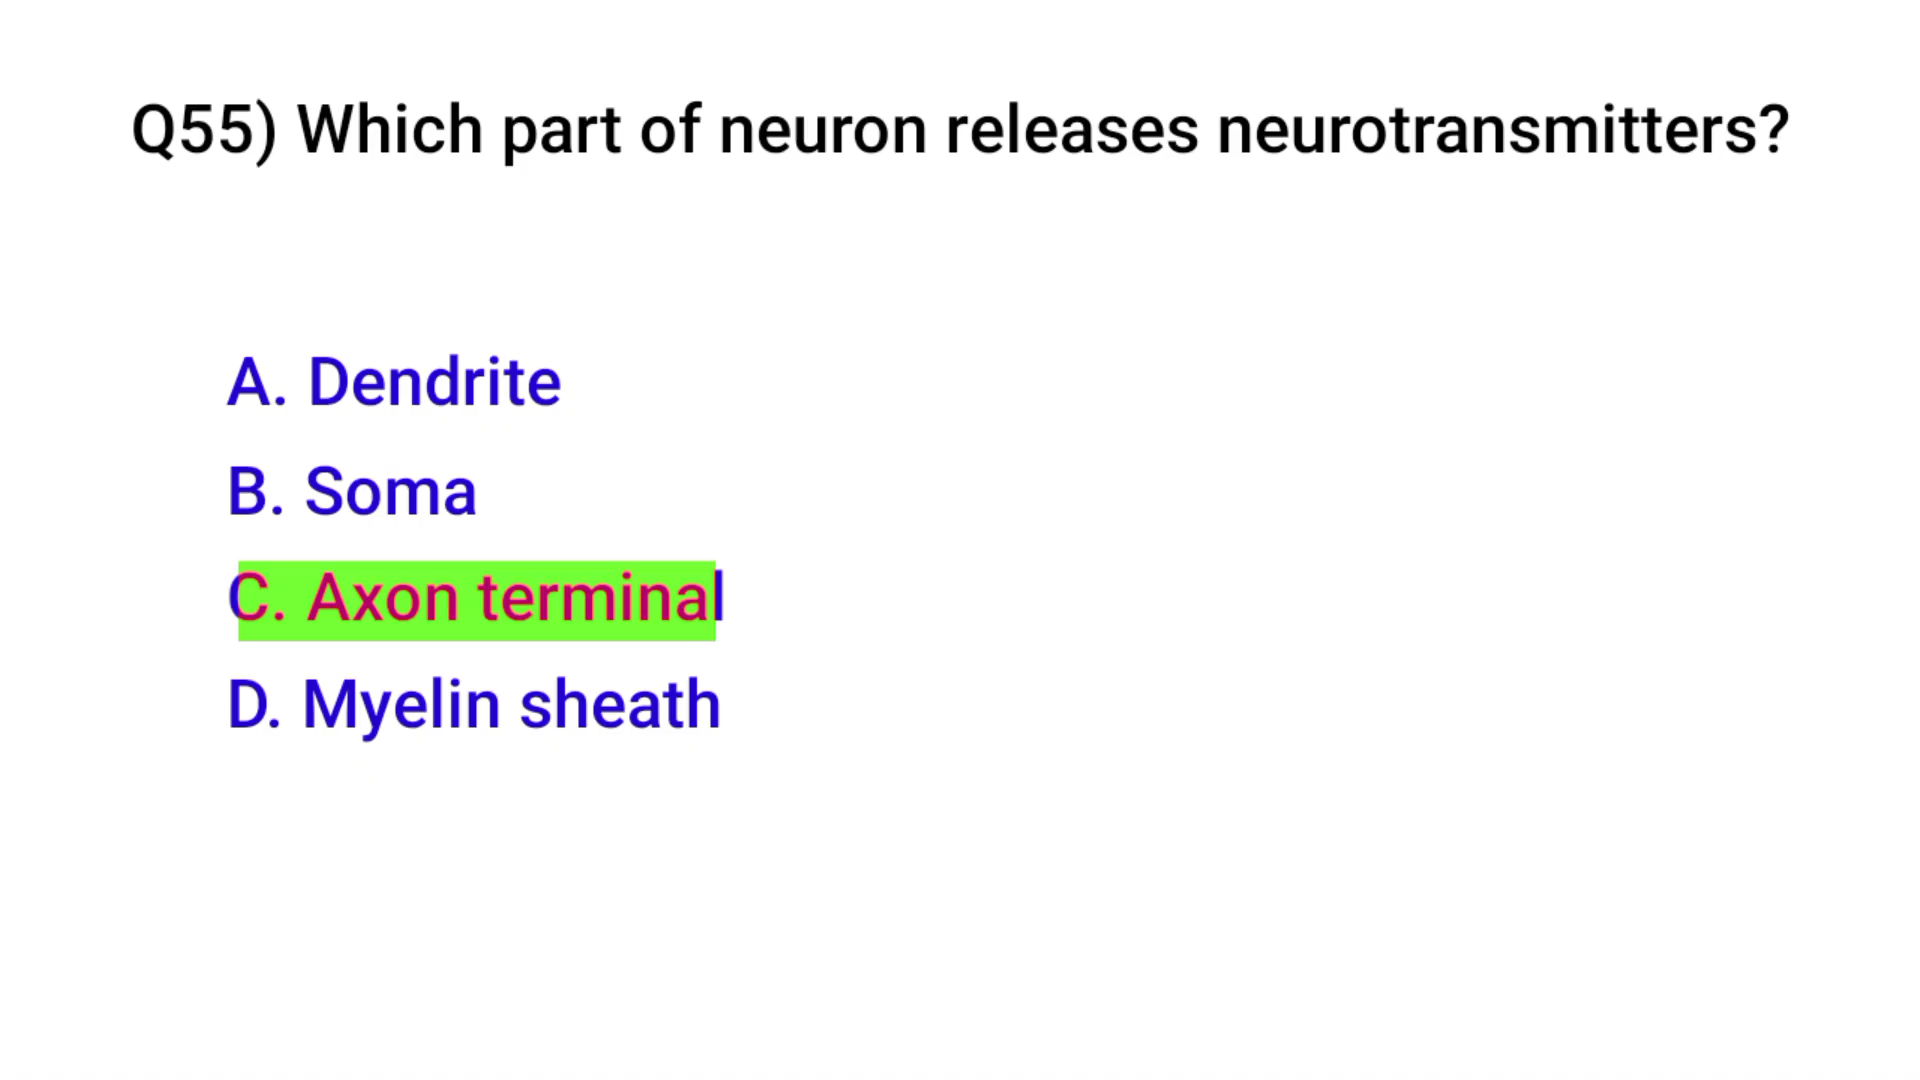 Q55) Which part of neuron releases neurotransmitters?
A. Dendrite
B. Soma
C. Axon terminal
D. Myelin sheath